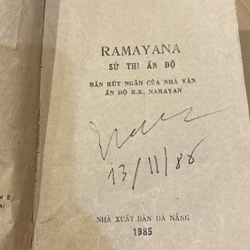 RAMAYANA
SỬ THI ẤN ĐỘ
BẢN RÚT NGẮN CỦA NHÀ VĂN
ẤN ĐỘ R.K. NARAYAN
13/11/86
NHÀ XUẤT BẢN ĐÀ NẴNG
1985